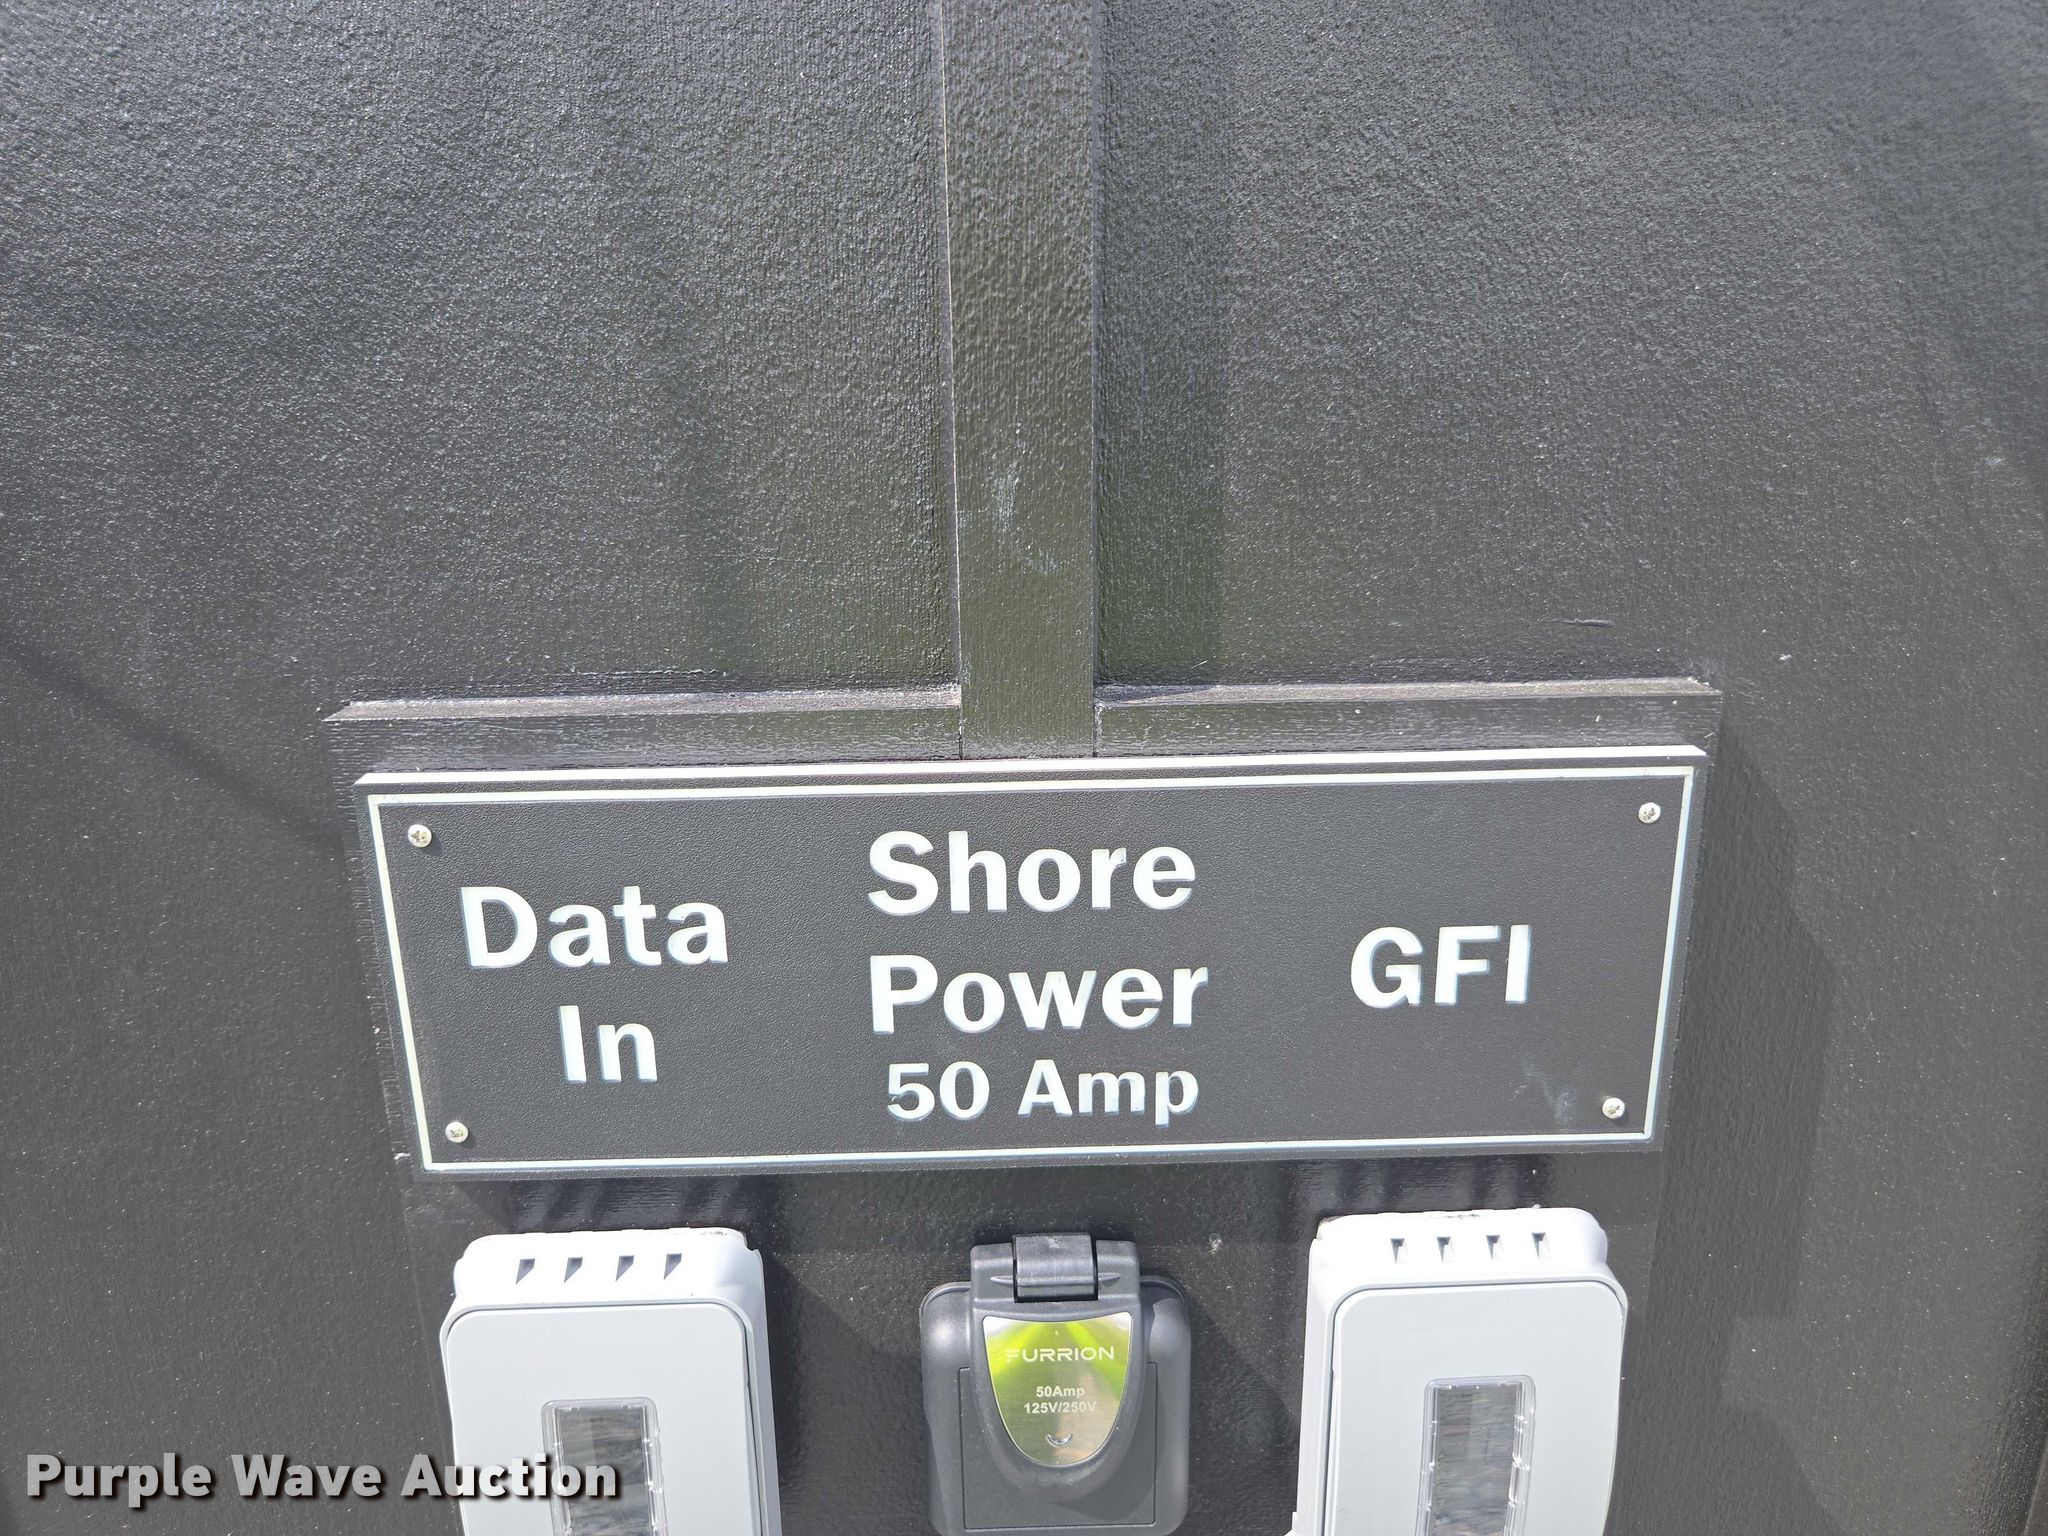 Data
In
Shore
Power
50 Amp
GFI
FURRION
50Amp
125V/250V
Purple Wave Auction